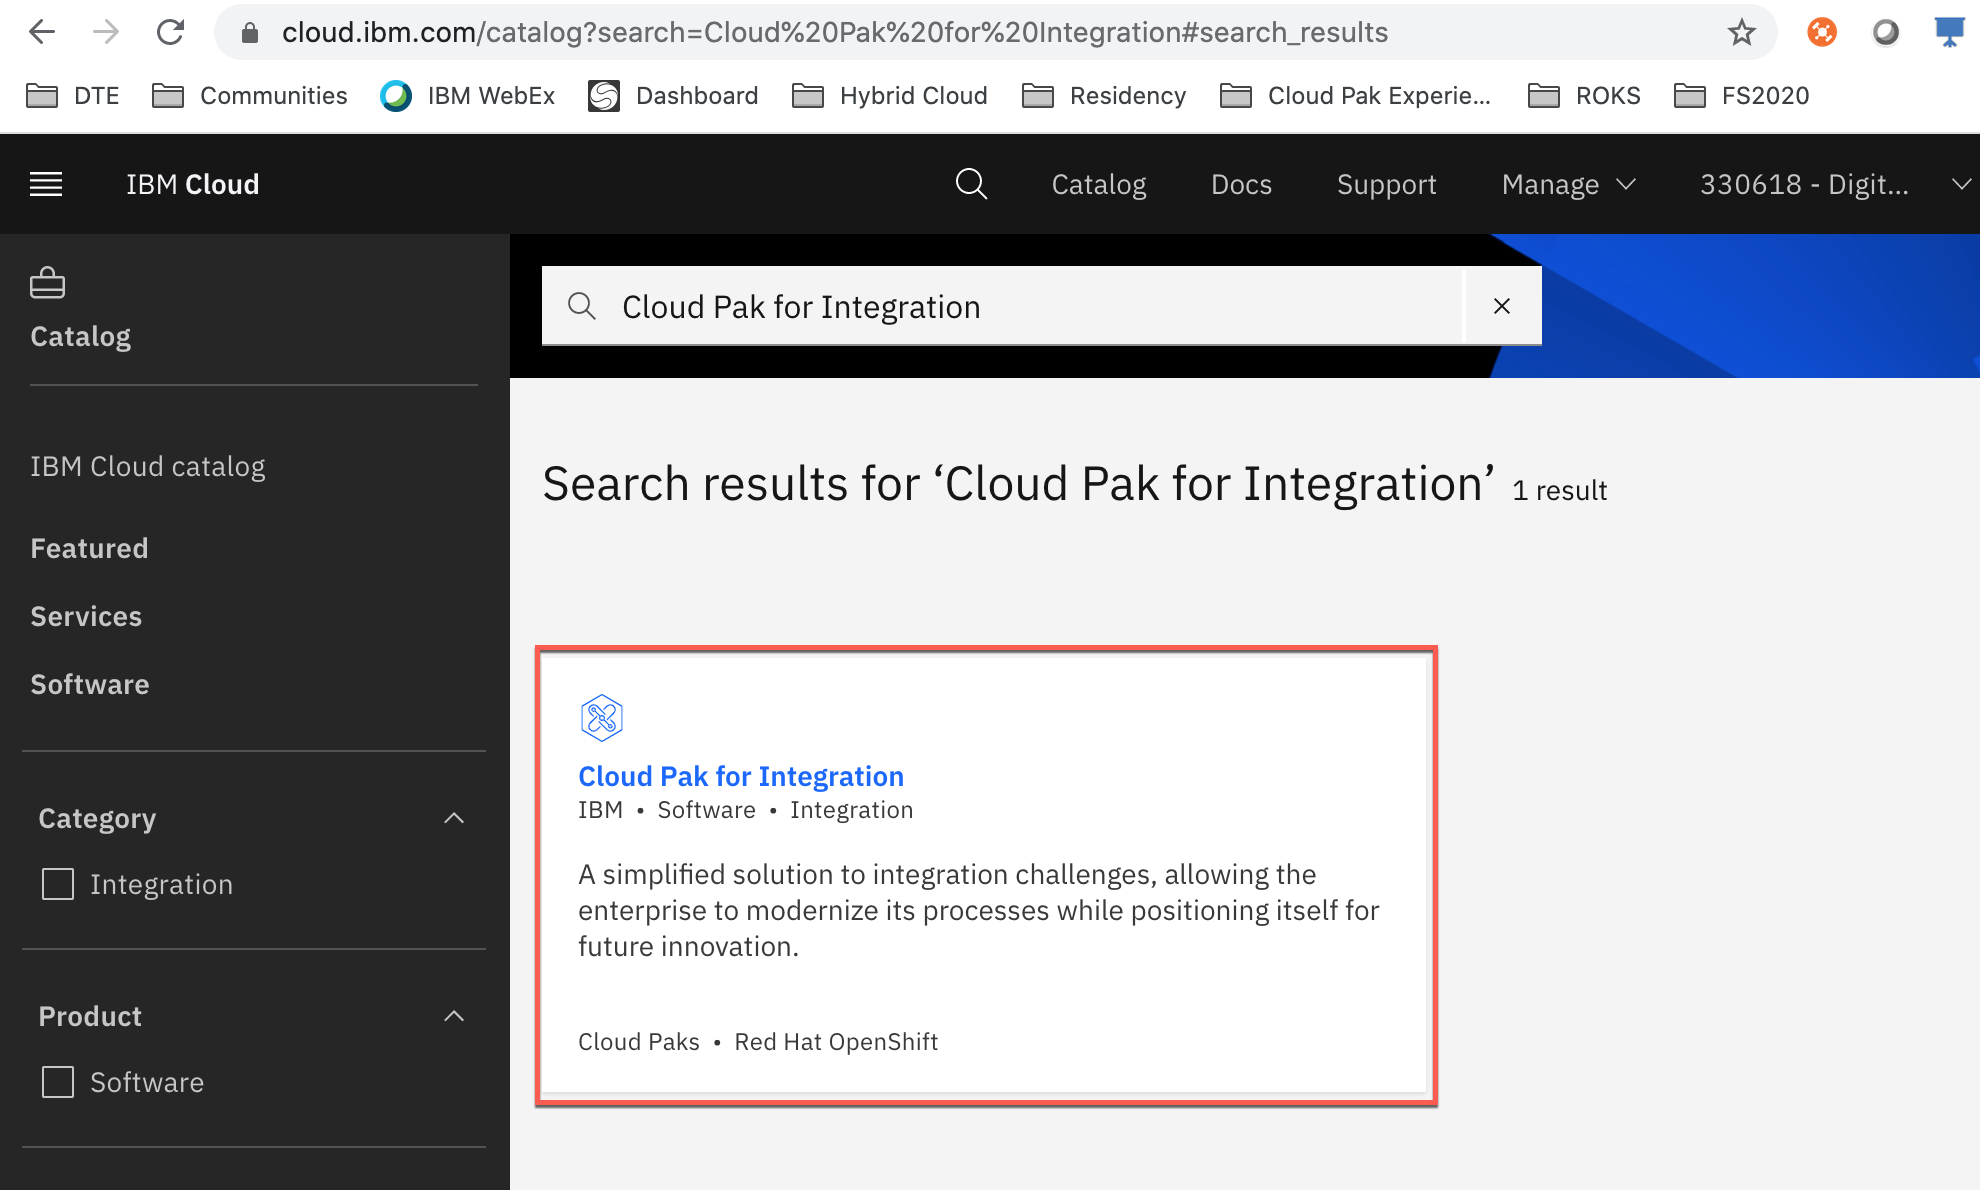 cloud.ibm.com/catalog?search=Cloud%20Pak%20for%20Integration#search_results
DTE Communities IBM WebEx Dashboard Hybrid Cloud Residency Cloud Pak Experie... ROKS FS2020
IBM Cloud Catalog Docs Support Manage 330618 - Digit...
Catalog
IBM Cloud catalog
Featured
Services
Software
Category
Integration
Product
Software
Cloud Pak for Integration
Search results for ‘Cloud Pak for Integration’ 1 result
Cloud Pak for Integration
IBM • Software • Integration
A simplified solution to integration challenges, allowing the
enterprise to modernize its processes while positioning itself for
future innovation.
Cloud Paks • Red Hat OpenShift